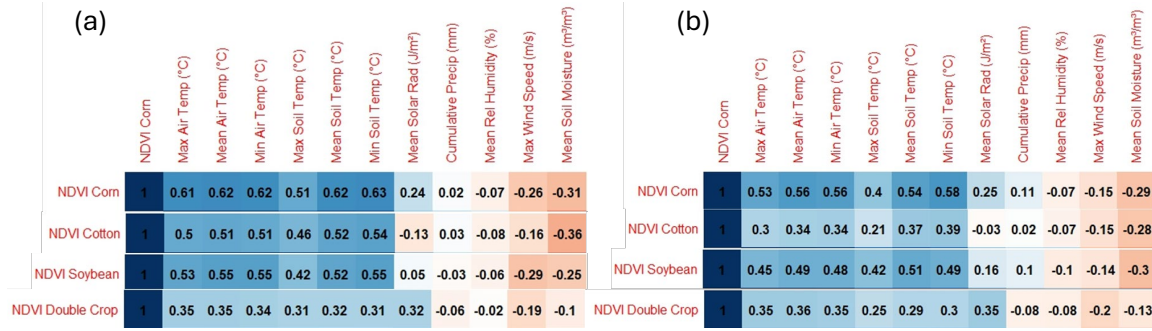 (a)
NDVI Corn
Max Air Temp (°C)
Mean Air Temp (°C)
Min Air Temp (°C)
Max Soil Temp (°C)
Mean Soil Temp (°C)
Min Soil Temp (°C)
Mean Solar Rad (J/m²)
Cumulative Precip (mm)
Mean Rel Humidity (%)
Max Wind Speed (m/s)
Mean Soil Moisture (m³/m³)
NDVI Corn 1 0.61 0.62 0.62 0.51 0.62 0.63 0.24 0.02 -0.07 -0.26 -0.31
NDVI Cotton 1 0.5 0.51 0.51 0.46 0.52 0.54 -0.13 0.03 -0.08 -0.16 -0.36
NDVI Soybean 1 0.53 0.55 0.55 0.42 0.52 0.55 0.05 -0.03 -0.06 -0.29 -0.25
NDVI Double Crop 1 0.35 0.35 0.34 0.31 0.32 0.31 0.32 -0.06 -0.02 -0.19 -0.1
(b)
NDVI Corn
Max Air Temp (°C)
Mean Air Temp (°C)
Min Air Temp (°C)
Max Soil Temp (°C)
Mean Soil Temp (°C)
Min Soil Temp (°C)
Mean Solar Rad (J/m²)
Cumulative Precip (mm)
Mean Rel Humidity (%)
Max Wind Speed (m/s)
Mean Soil Moisture (m³/m³)
NDVI Corn 1 0.53 0.56 0.56 0.4 0.54 0.58 0.25 0.11 -0.07 -0.15 -0.29
NDVI Cotton 1 0.3 0.34 0.34 0.21 0.37 0.39 -0.03 0.02 -0.07 -0.15 -0.28
NDVI Soybean 1 0.45 0.49 0.48 0.42 0.51 0.49 0.16 0.1 -0.1 -0.14 -0.3
NDVI Double Crop 1 0.35 0.36 0.35 0.25 0.29 0.3 0.35 -0.08 -0.08 -0.2 -0.13